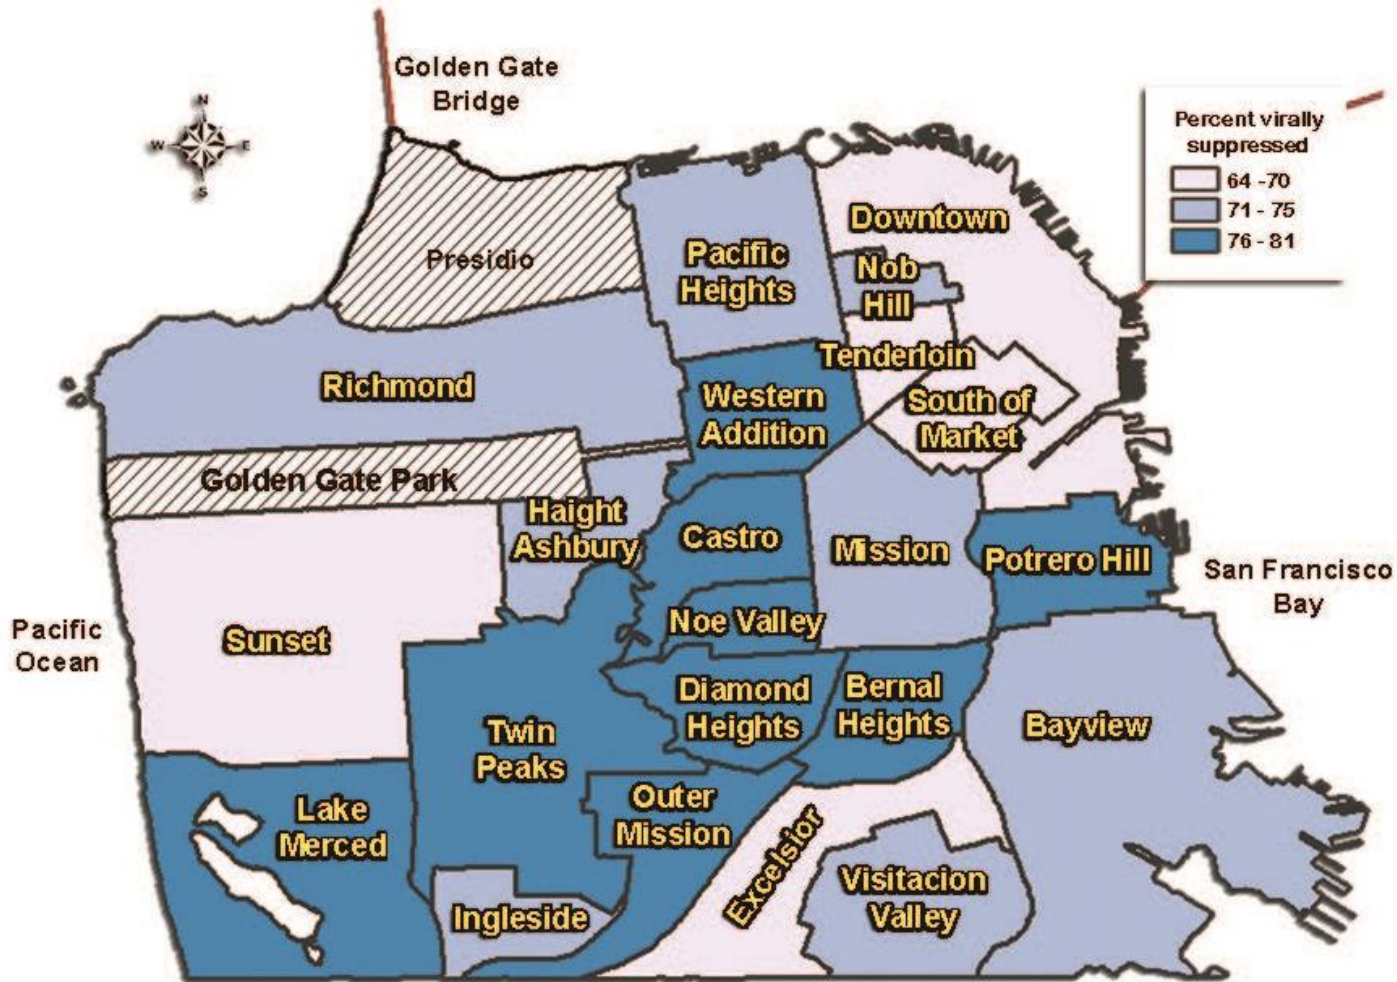 Golden Gate
Bridge
N
W
E
S
Percent virally
suppressed
64 -70
71 - 75
76 - 81
Downtown
Presidio
Pacific
Heights
Nob
Hill
Tenderloin
Richmond
Western
Addition
South of
Market
Golden Gate Park
Haight
Ashbury
Castro
Mission
Potrero Hill
San Francisco
Bay
Pacific
Ocean
Sunset
Noe Valley
Diamond
Heights
Bernal
Heights
Bayview
Twin
Peaks
Lake
Merced
Outer
Mission
Excelsior
Visitacion
Valley
Ingleside